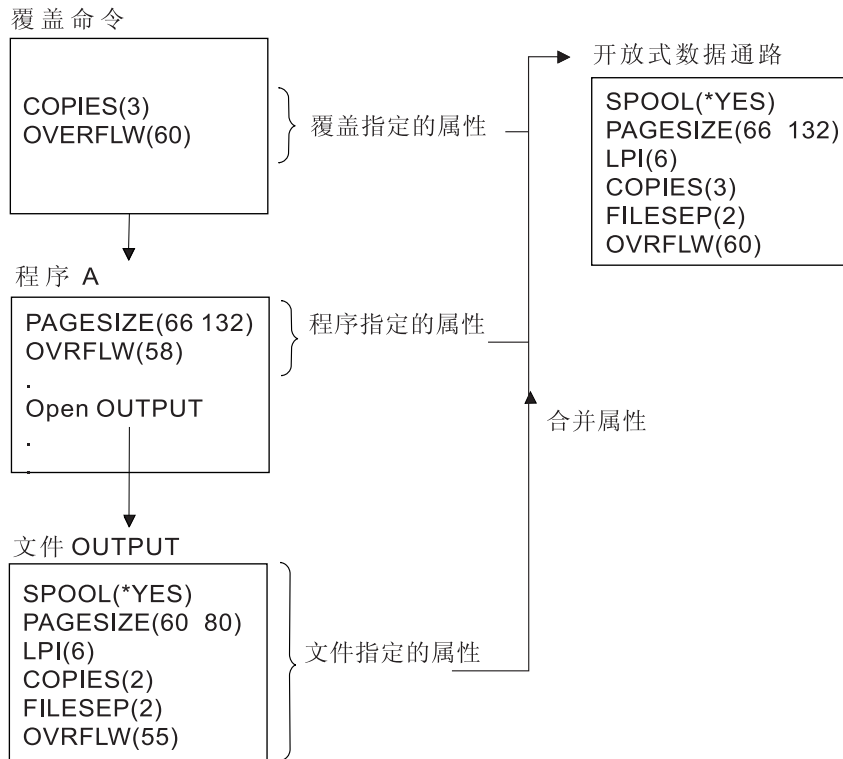 覆盖命令
COPIES(3)
OVERFLW(60)
覆盖指定的属性
程序 A
PAGESIZE(66 132)
OVRFLW(58)
.
Open OUTPUT
.
.
程序指定的属性
文件 OUTPUT
SPOOL(*YES)
PAGESIZE(60 80)
LPI(6)
COPIES(2)
FILESEP(2)
OVRFLW(55)
文件指定的属性
合并属性
开放式数据通路
SPOOL(*YES)
PAGESIZE(66 132)
LPI(6)
COPIES(3)
FILESEP(2)
OVRFLW(60)